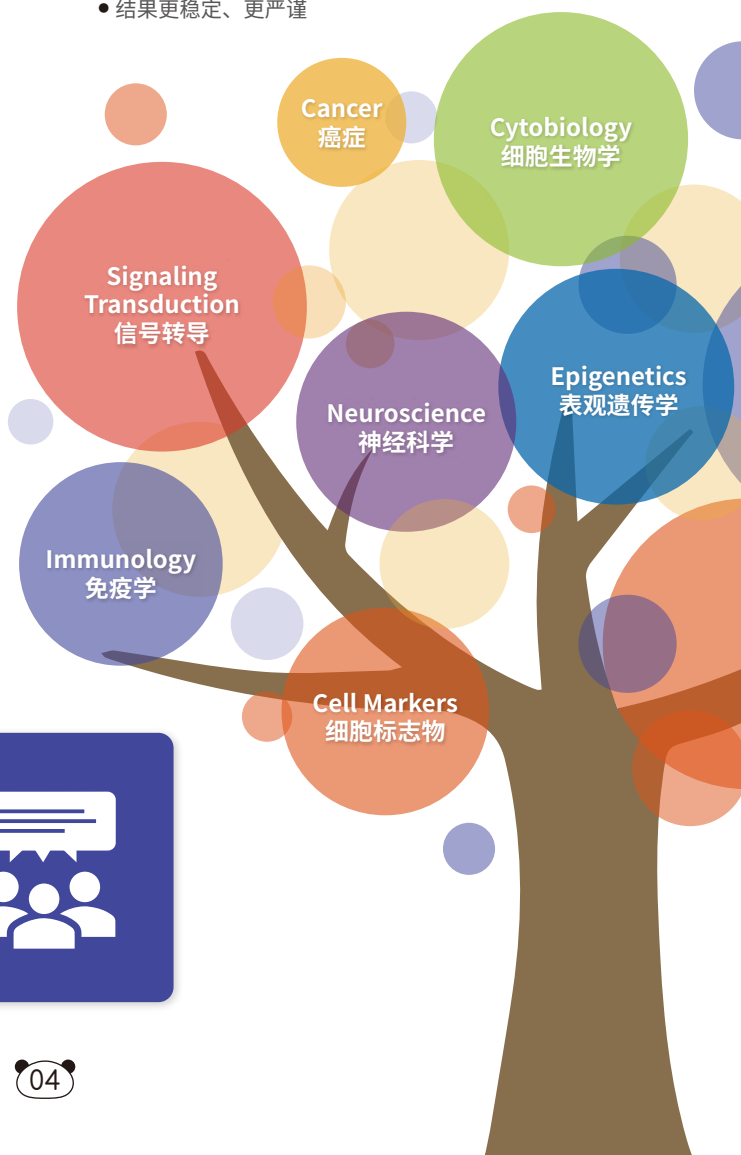 ● 结果更稳定、更严谨
Cancer
癌症
Cytobiology
细胞生物学
Signaling
Transduction
信号转导
Epigenetics
表观遗传学
Neuroscience
神经科学
Immunology
免疫学
Cell Markers
细胞标志物
04